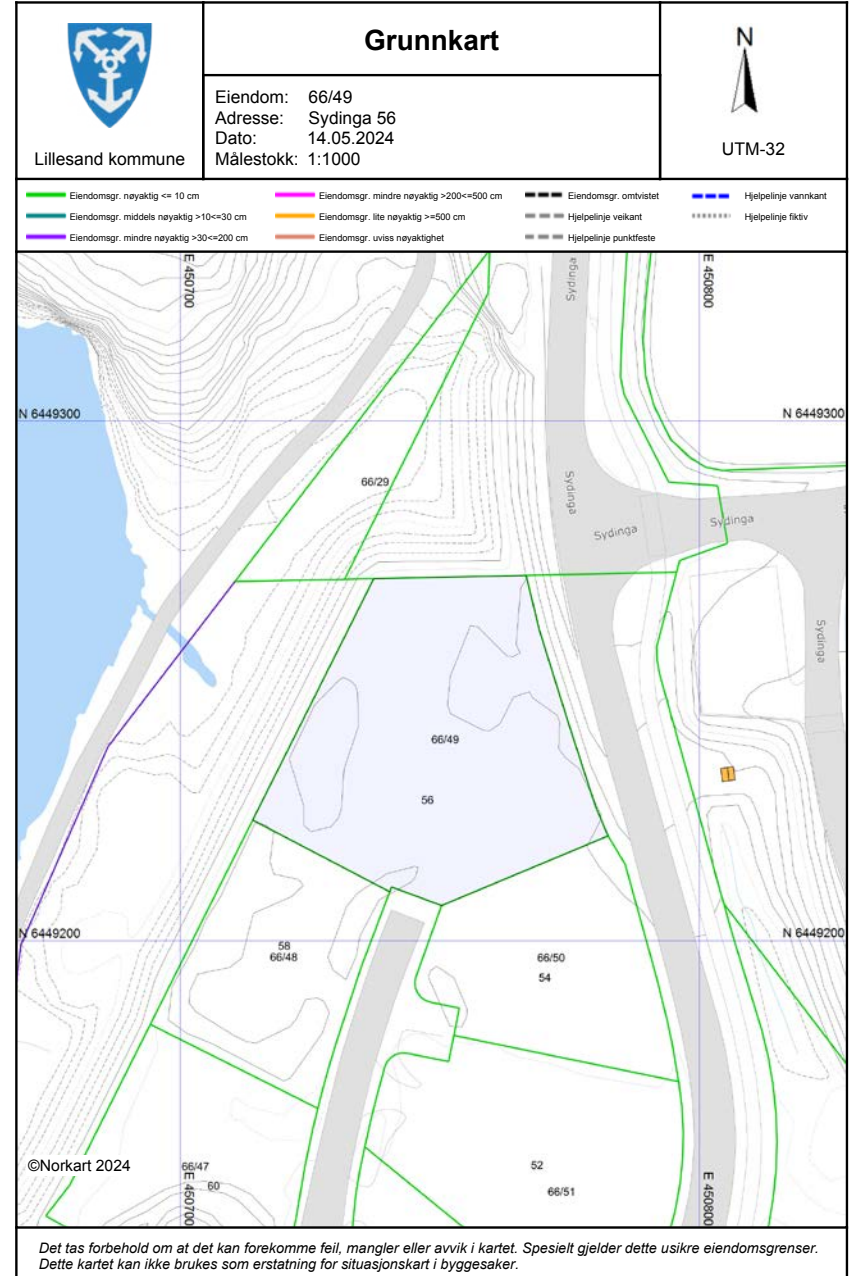 Lillesand kommune
Grunnkart
Eiendom: 66/49
Adresse: Sydinga 56
Dato: 14.05.2024
Målestokk: 1:1000
N
UTM-32
Eiendomsgr. nøyaktig <= 10 cm
Eiendomsgr. middels nøyaktig >10<=30 cm
Eiendomsgr. mindre nøyaktig >30<=200 cm
Eiendomsgr. mindre nøyaktig >200<=500 cm
Eiendomsgr. lite nøyaktig >=500 cm
Eiendomsgr. uviss nøyaktighet
Eiendomsgr. omtvistet
Hjelpelinje veikant
Hjelpelinje punktfeste
Hjelpelinje vannkant
Hjelpelinje fiktiv
E 450700
Sydinga
E 450800
N 6449300
N 6449300
66/29
Sydinga
Sydinga
Sydinga
Sydinga
66/49
56
N 6449200
N 6449200
58
66/48
66/50
54
©Norkart 2024
66/47
60
E 450700
52
66/51
E 450800
Det tas forbehold om at det kan forekomme feil, mangler eller avvik i kartet. Spesielt gjelder dette usikre eiendomsgrenser.
Dette kartet kan ikke brukes som erstatning for situasjonskart i byggesaker.